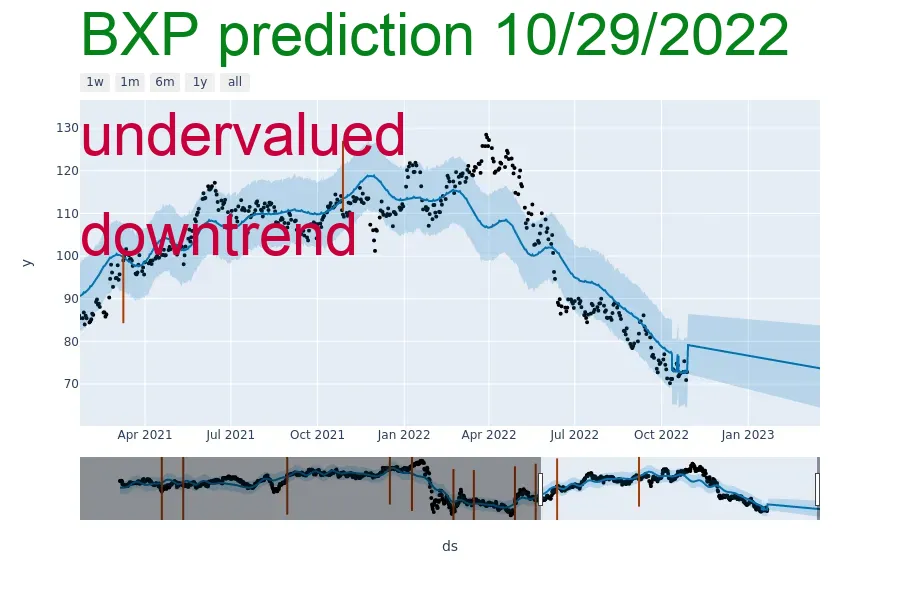 BXP prediction 10/29/2022
1w 1m 6m 1y all
130
undervalued
120
110
downtrend
100
y
90
80
70
Apr 2021 Jul 2021 Oct 2021 Jan 2022 Apr 2022 Jul 2022 Oct 2022 Jan 2023
ds